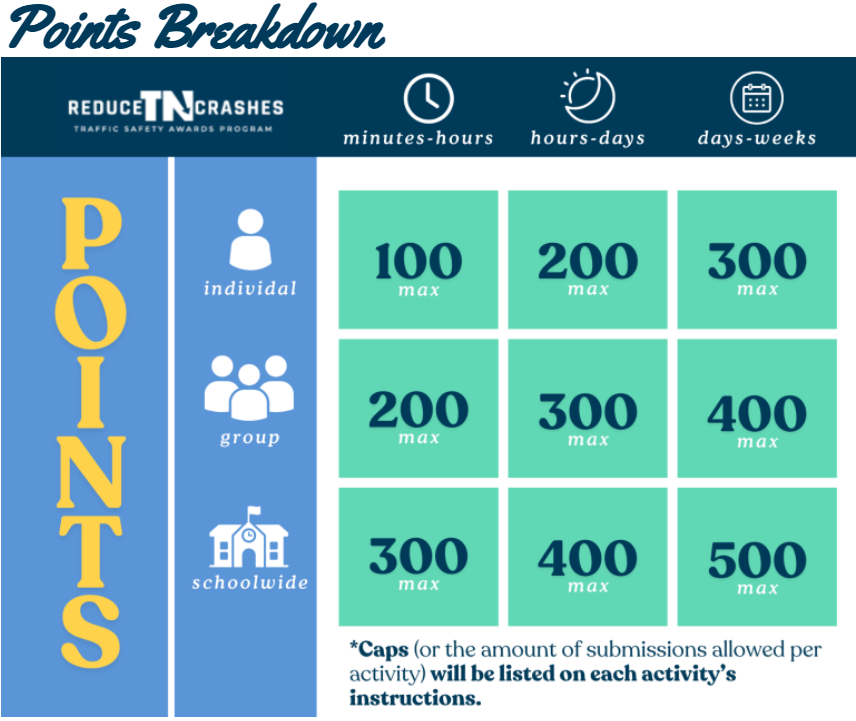 Points Breakdown
REDUCE TN CRASHES
TRAFFIC SAFETY AWARDS PROGRAM
minutes-hours
hours-days
days-weeks
POINTS
individal
100
max
200
max
300
max
group
200
max
300
max
400
max
schoolwide
300
max
400
max
500
max
*Caps (or the amount of submissions allowed per
activity) will be listed on each activity's
instructions.